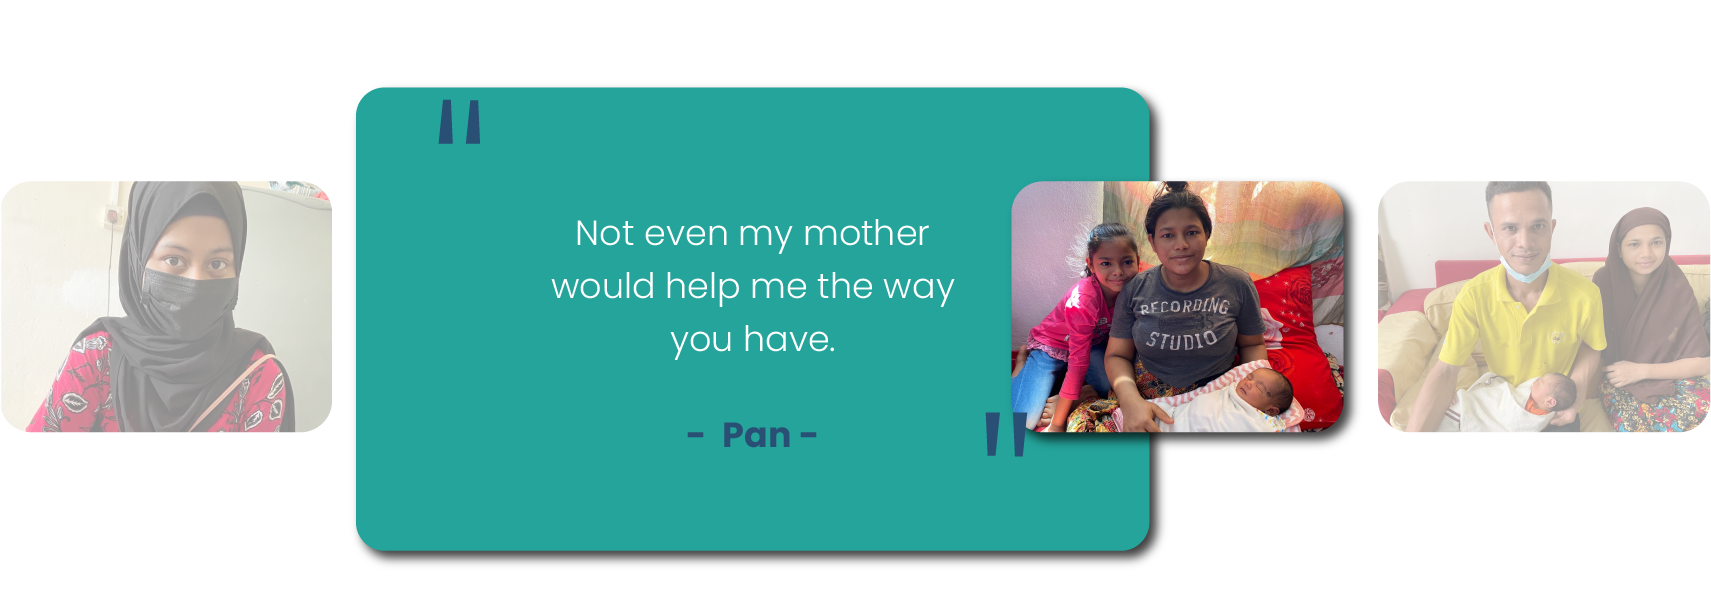 "
Not even my mother
would help me the way
you have.
- Pan -
"
RECORDING
STUDIO